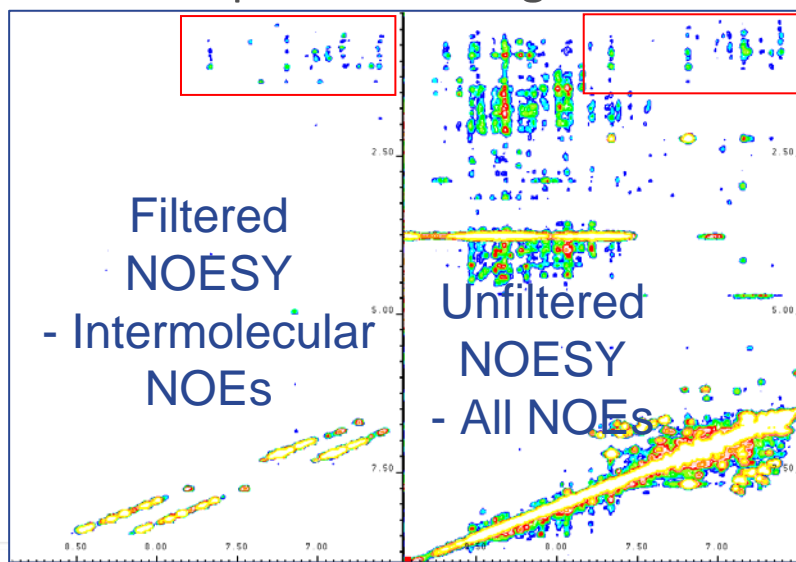 Filtered
NOESY
- Intermolecular
NOEs
Unfiltered
NOESY
- All NOEs
2.50
2.50
5.00
5.00
7.50
7.50
8.50 8.00 7.50 7.00
8.00 7.50 7.00